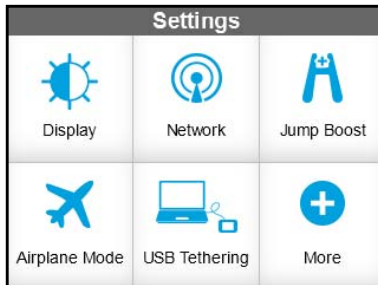 Settings
Display
Network
Jump Boost
Airplane Mode
USB Tethering
More